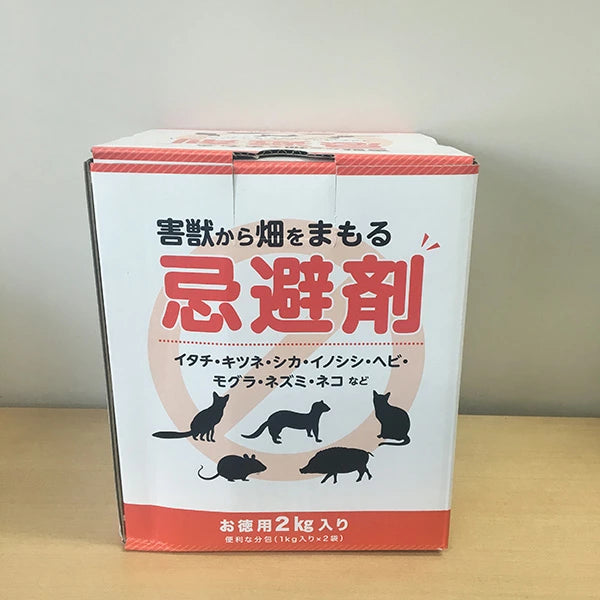 害獣から畑をまもる
忌避剤
イタチ・キツネ・シカ・イノシシ・ヘビ・
モグラ・ネズミ・ネコ など
お徳用2kg入り
便利な分包(1kg入り×2袋)